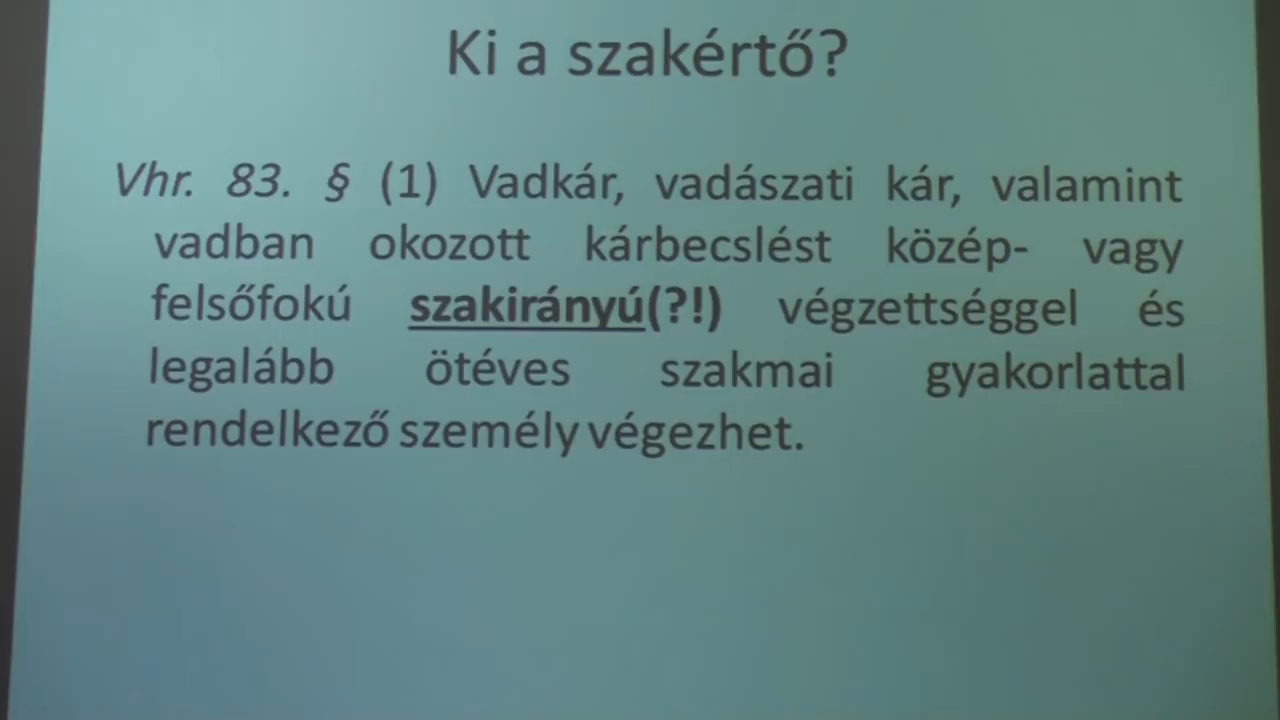 Ki a szakértő?
Vhr. 83. § (1) Vadkár, vadászati kár, valamint
vadban okozott kárbecslést közép- vagy
felsőfokú szakirányú(?!) végzettséggel és
legalább ötéves szakmai gyakorlattal
rendelkező személy végezhet.